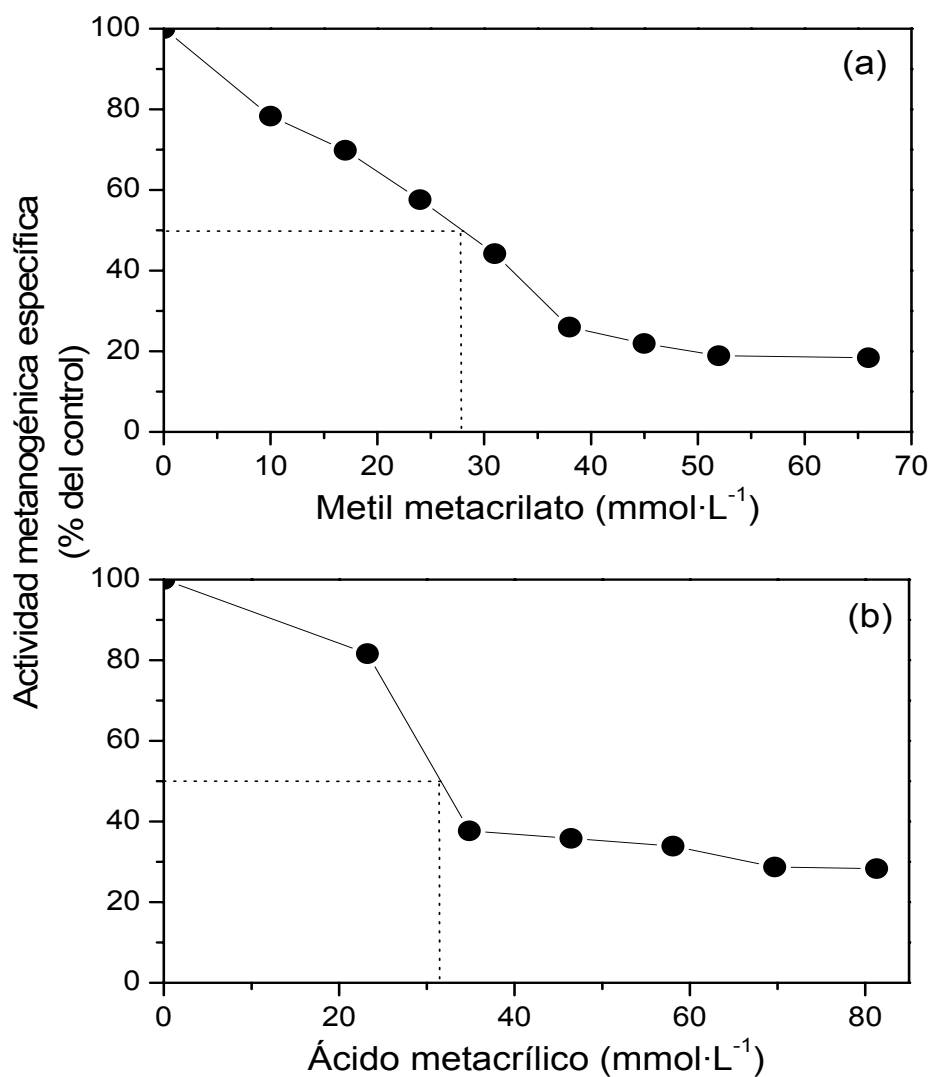 Actividad metanogénica específica
(% del control)
(a)
100
80
60
40
20
0
0 10 20 30 40 50 60 70
Metil metacrilato (mmol·L⁻¹)
(b)
100
80
60
40
20
0
0 20 40 60 80
Ácido metacrílico (mmol·L⁻¹)